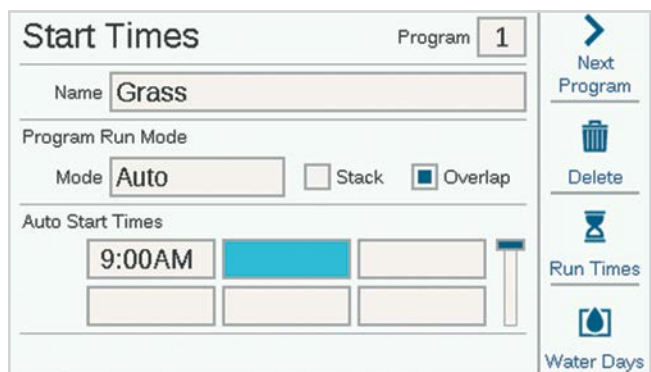 Start Times
Program 1
Name Grass
Program Run Mode
Mode Auto Stack Overlap
Auto Start Times
9:00AM
Next
Program
Delete
Run Times
Water Days